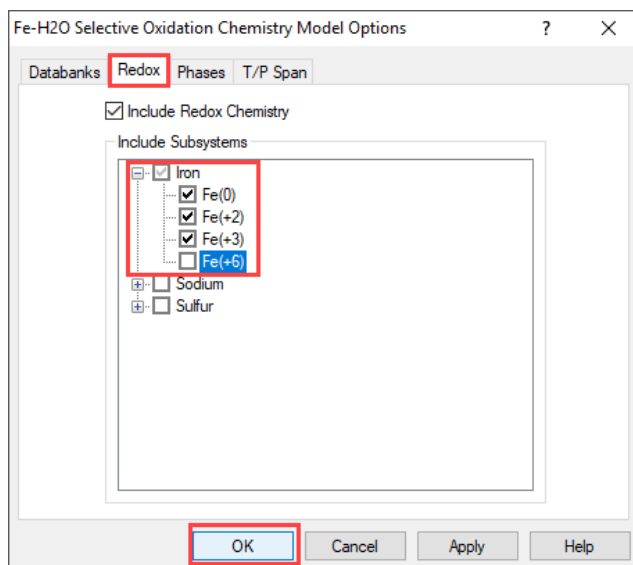 Fe-H2O Selective Oxidation Chemistry Model Options ?
Databanks Redox Phases T/P Span
Include Redox Chemistry
Include Subsystems
Iron
Fe(0)
Fe(+2)
Fe(+3)
Fe(+6)
Sodium
Sulfur
OK Cancel Apply Help